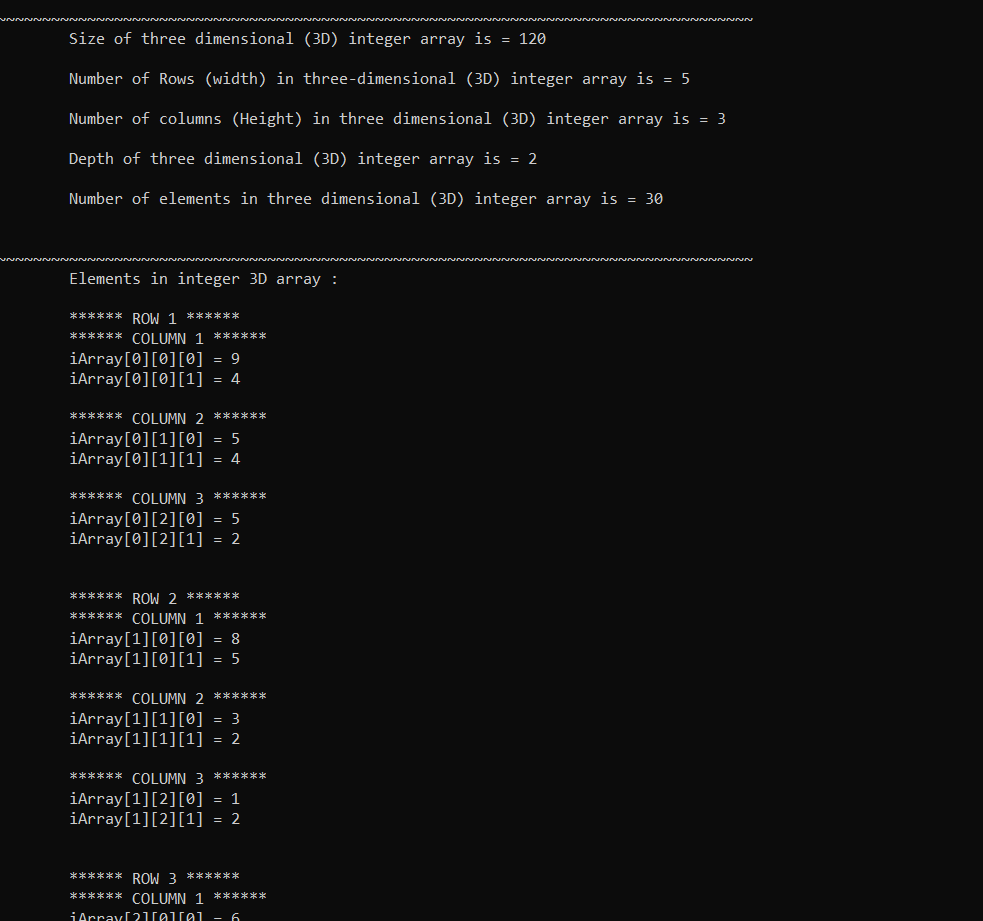 ~~~~~~~~~~~~~~~~~~~~~~~~~~~~~~~~~~~~~~~~~~~~~~~~~~~~~~~~~~~~~~~~~~~~~~~~~~~~~~~~~~~~
Size of three dimensional (3D) integer array is = 120
Number of Rows (width) in three-dimensional (3D) integer array is = 5
Number of columns (Height) in three dimensional (3D) integer array is = 3
Depth of three dimensional (3D) integer array is = 2
Number of elements in three dimensional (3D) integer array is = 30
~~~~~~~~~~~~~~~~~~~~~~~~~~~~~~~~~~~~~~~~~~~~~~~~~~~~~~~~~~~~~~~~~~~~~~~~~~~~~~~~~~~~
Elements in integer 3D array :
****** ROW 1 ******
****** COLUMN 1 ******
iArray[0][0][0] = 9
iArray[0][0][1] = 4
****** COLUMN 2 ******
iArray[0][1][0] = 5
iArray[0][1][1] = 4
****** COLUMN 3 ******
iArray[0][2][0] = 5
iArray[0][2][1] = 2
****** ROW 2 ******
****** COLUMN 1 ******
iArray[1][0][0] = 8
iArray[1][0][1] = 5
****** COLUMN 2 ******
iArray[1][1][0] = 3
iArray[1][1][1] = 2
****** COLUMN 3 ******
iArray[1][2][0] = 1
iArray[1][2][1] = 2
****** ROW 3 ******
****** COLUMN 1 ******
iArray[2][0][0] = 6